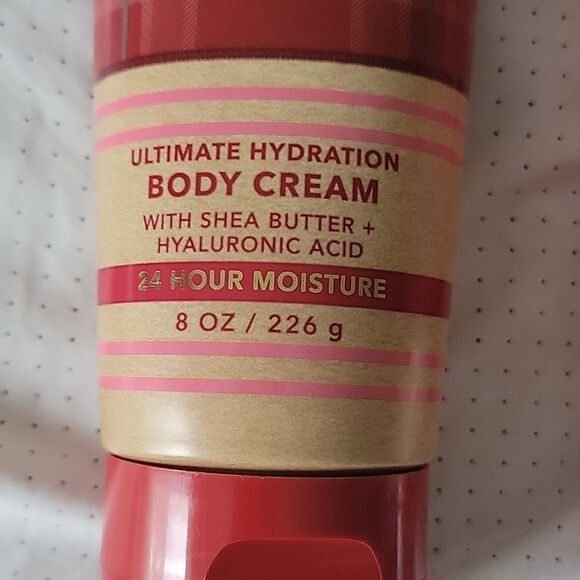 ULTIMATE HYDRATION
BODY CREAM
WITH SHEA BUTTER +
HYALURONIC ACID
24 HOUR MOISTURE
8 OZ / 226 g